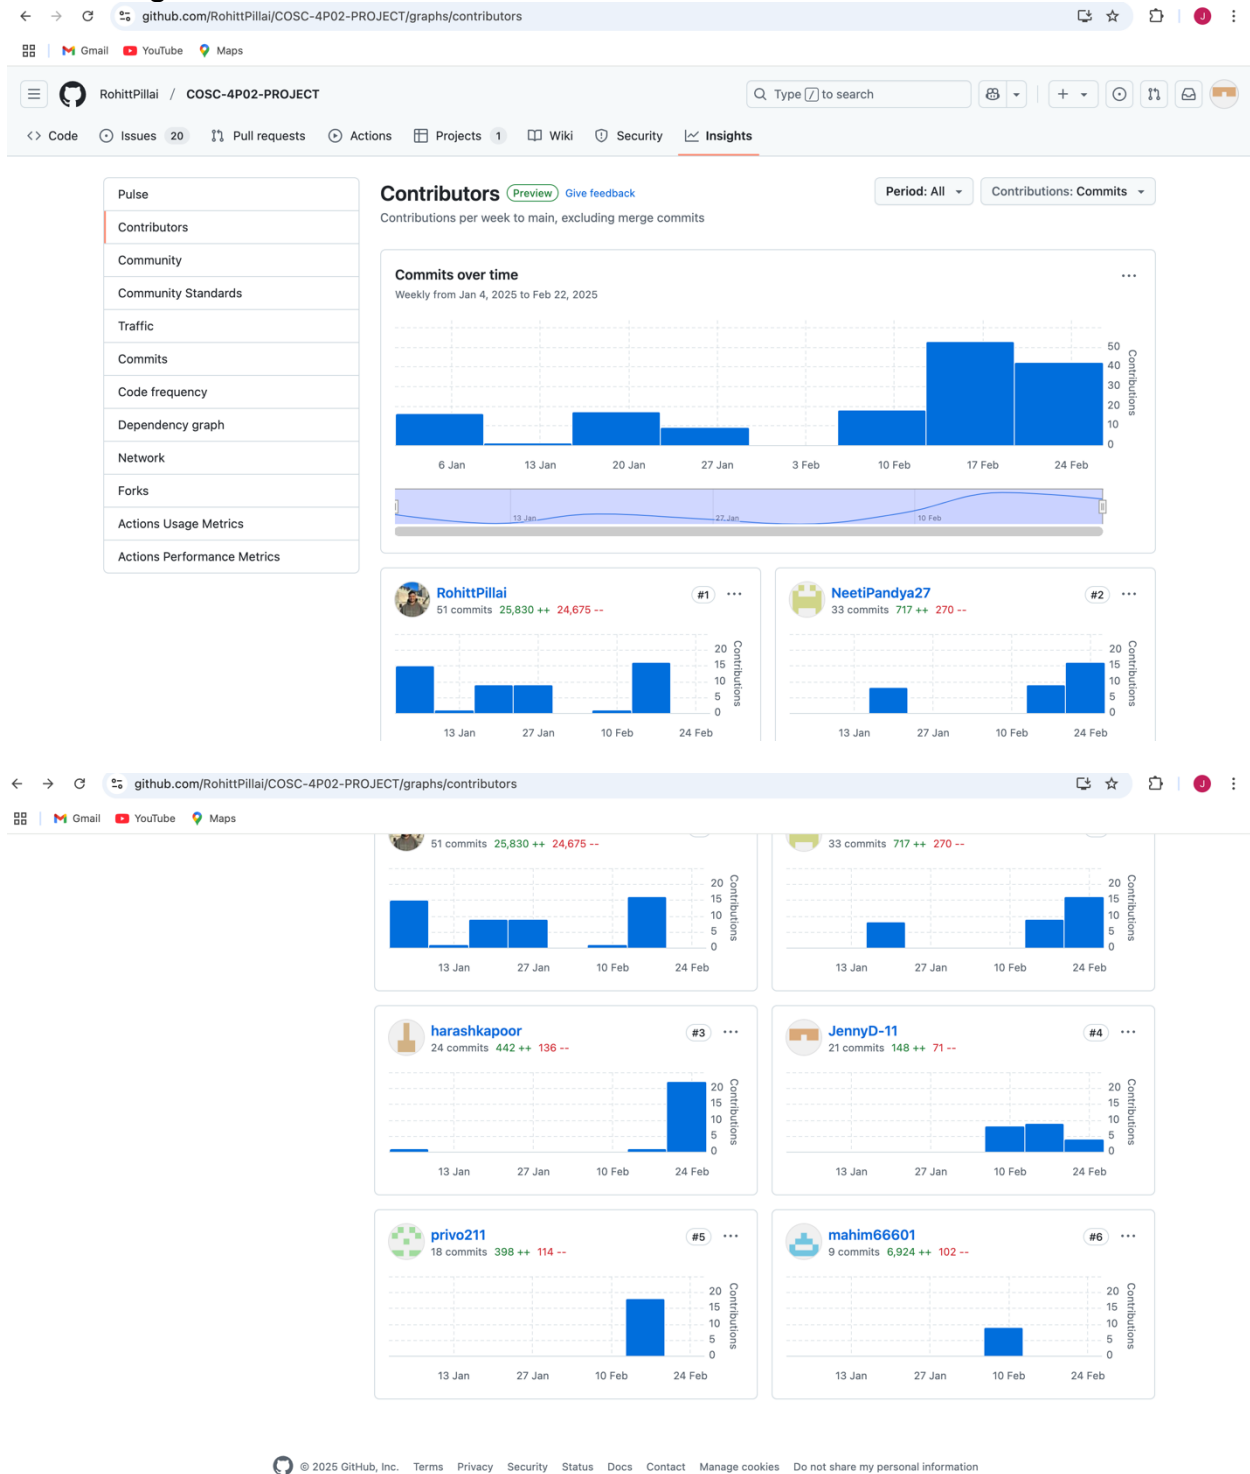 github.com/RohittPillai/COSC-4P02-PROJECT/graphs/contributors
J
Gmail YouTube Maps
RohittPillai / COSC-4P02-PROJECT
Type / to search
Code Issues 20 Pull requests Actions Projects 1 Wiki Security Insights
Pulse
Contributors
Community
Community Standards
Traffic
Commits
Code frequency
Dependency graph
Network
Forks
Actions Usage Metrics
Actions Performance Metrics
Contributors Preview Give feedback
Period: All Contributions: Commits
Contributions per week to main, excluding merge commits
Commits over time
Weekly from Jan 4, 2025 to Feb 22, 2025
50
40
30
20
10
0
Contributions
6 Jan 13 Jan 20 Jan 27 Jan 3 Feb 10 Feb 17 Feb 24 Feb
13 Jan 27 Jan 10 Feb
RohittPillai #1
51 commits 25,830 ++ 24,675 --
20
15
10
5
0
Contributions
13 Jan 27 Jan 10 Feb 24 Feb
NeetiPandya27 #2
33 commits 717 ++ 270 --
20
15
10
5
0
Contributions
13 Jan 27 Jan 10 Feb 24 Feb
github.com/RohittPillai/COSC-4P02-PROJECT/graphs/contributors
J
Gmail YouTube Maps
51 commits 25,830 ++ 24,675 --
20
15
10
5
0
Contributions
13 Jan 27 Jan 10 Feb 24 Feb
33 commits 717 ++ 270 --
20
15
10
5
0
Contributions
13 Jan 27 Jan 10 Feb 24 Feb
harashkapoor #3
24 commits 442 ++ 136 --
20
15
10
5
0
Contributions
13 Jan 27 Jan 10 Feb 24 Feb
JennyD-11 #4
21 commits 148 ++ 71 --
20
15
10
5
0
Contributions
13 Jan 27 Jan 10 Feb 24 Feb
privo211 #5
18 commits 398 ++ 114 --
20
15
10
5
0
Contributions
13 Jan 27 Jan 10 Feb 24 Feb
mahim66601 #6
9 commits 6,924 ++ 102 --
20
15
10
5
0
Contributions
13 Jan 27 Jan 10 Feb 24 Feb
© 2025 GitHub, Inc. Terms Privacy Security Status Docs Contact Manage cookies Do not share my personal information